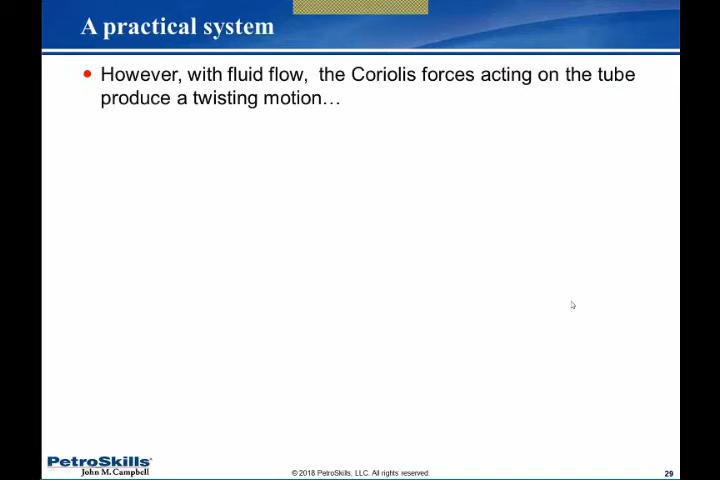 A practical system
However, with fluid flow, the Coriolis forces acting on the tube
produce a twisting motion…
PetroSkills
John M. Campbell
© 2018 PetroSkills, LLC. All rights reserved.
29